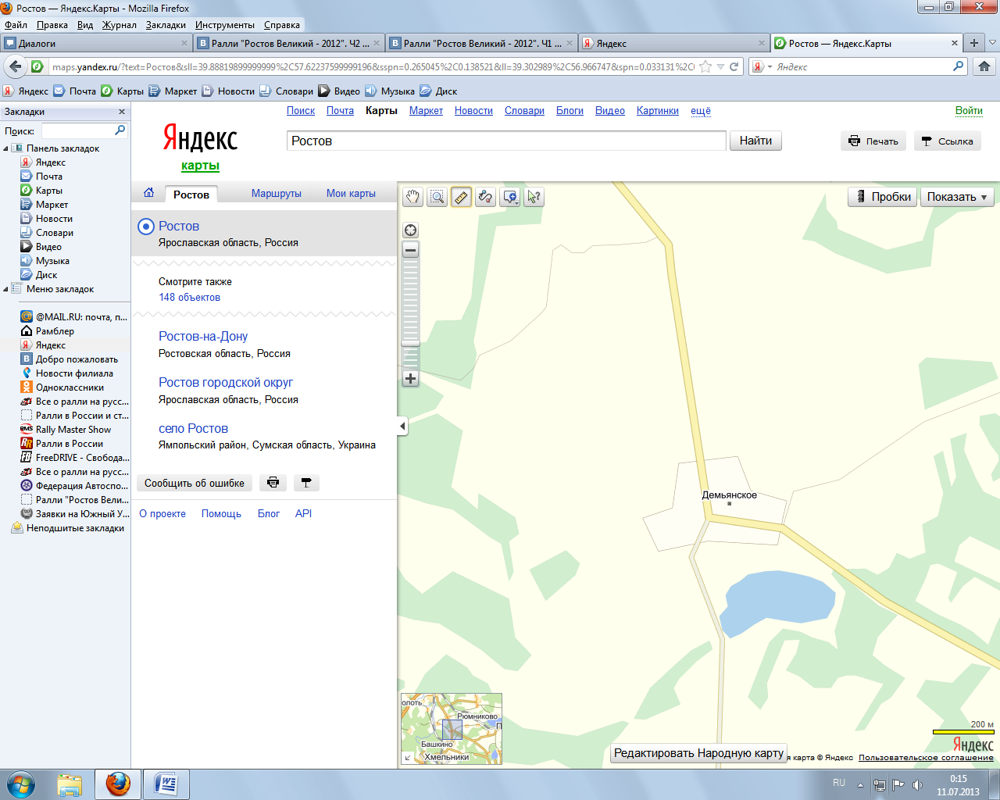 Ростов — Яндекс.Карты - Mozilla Firefox
Файл Правка Вид Журнал Закладки Инструменты Справка
Диалоги
Ралли "Ростов Великий - 2012". Ч2 ...
Ралли "Ростов Великий - 2012". Ч1 ...
Яндекс
Ростов — Яндекс.Карты
maps.yandex.ru/?text=Ростов&sll=39.88819899999999%2C57.62237599999196&sspn=0.265045%2C0.138521&ll=39.302989%2C56.966747&spn=0.033131%2C0
Яндекс
Яндекс Почта Карты Маркет Новости Словари Видео Музыка Диск
Закладки
Поиск:
Панель закладок
Яндекс
Почта
Карты
Маркет
Новости
Словари
Видео
Музыка
Диск
Меню закладок
@MAIL.RU: почта, п...
Рамблер
Яндекс
Добро пожаловать
Новости филиала
Одноклассники
Все о ралли на русс...
Ралли в России и ст...
Rally Master Show
Ралли в России
FreeDRIVE - Свобода...
Все о ралли на русс...
Федерация Автоспо...
Ралли "Ростов Вели...
Заявки на Южный У...
Неподшитые закладки
Поиск Почта Карты Маркет Новости Словари Блоги Видео Картинки ещё
Войти
Яндекс
карты
Ростов
Найти
Печать
Ссылка
Ростов
Маршруты
Мои карты
Ростов
Ярославская область, Россия
Смотрите также
148 объектов
Ростов-на-Дону
Ростовская область, Россия
Ростов городской округ
Ярославская область, Россия
село Ростов
Ямпольский район, Сумская область, Украина
Сообщить об ошибке
О проекте Помощь Блог API
Пробки
Показать
Демьянское
олоть
Рюмниково
П
Башкино
Хмельники
200 м
Яндекс
Редактировать Народную карту
я карта © Яндекс Пользовательское соглашение
RU
0:15
11.07.2013